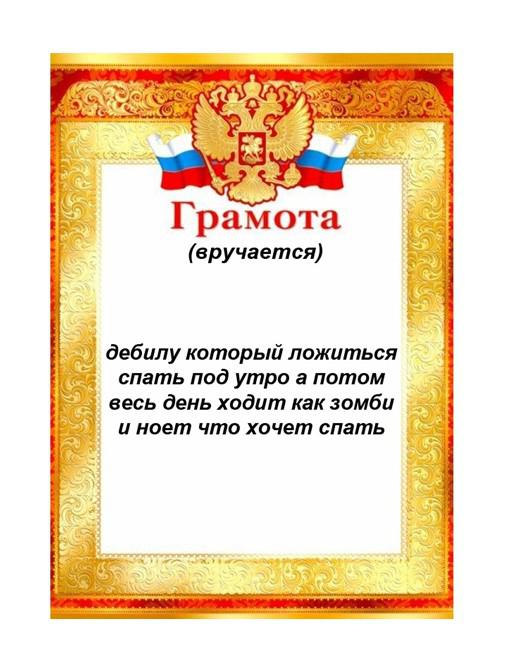 Грамота
(вручается)
дебилу который ложиться
спать под утро а потом
весь день ходит как зомби
и ноет что хочет спать